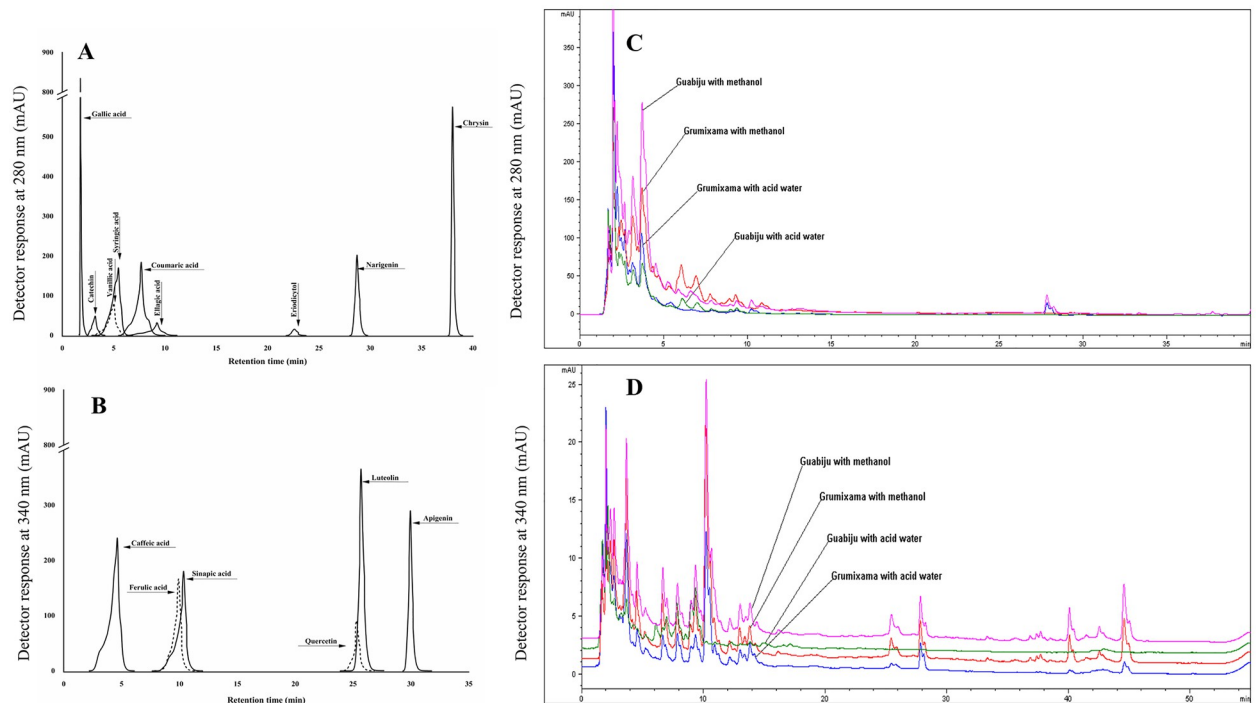 A
Detector response at 280 nm (mAU)
900
800
500
400
300
200
100
0
Gallic acid
Catechin
Vanillic acid
Syringic acid
Coumaric acid
Ellagic acid
Eriodicytol
Narigenin
Chrysin
0 5 10 15 20 25 30 35 40
Retention time (min)
B
Detector response at 340 nm (mAU)
900
800
300
200
100
0
Caffeic acid
Ferulic acid
Sinapic acid
Quercetin
Luteolin
Apigenin
0 5 10 15 20 25 30 35
Retention time (min)
C
Detector response at 280 nm (mAU)
mAU
350
300
250
200
150
100
50
0
Guabiju with methanol
Grumixama with methanol
Grumixama with acid water
Guabiju with acid water
5 10 15 20 25 30 35 min
D
Detector response at 340 nm (mAU)
mAU
25
20
15
10
5
0
Guabiju with methanol
Grumixama with methanol
Guabiju with acid water
Grumixama with acid water
0 10 20 30 40 50 min